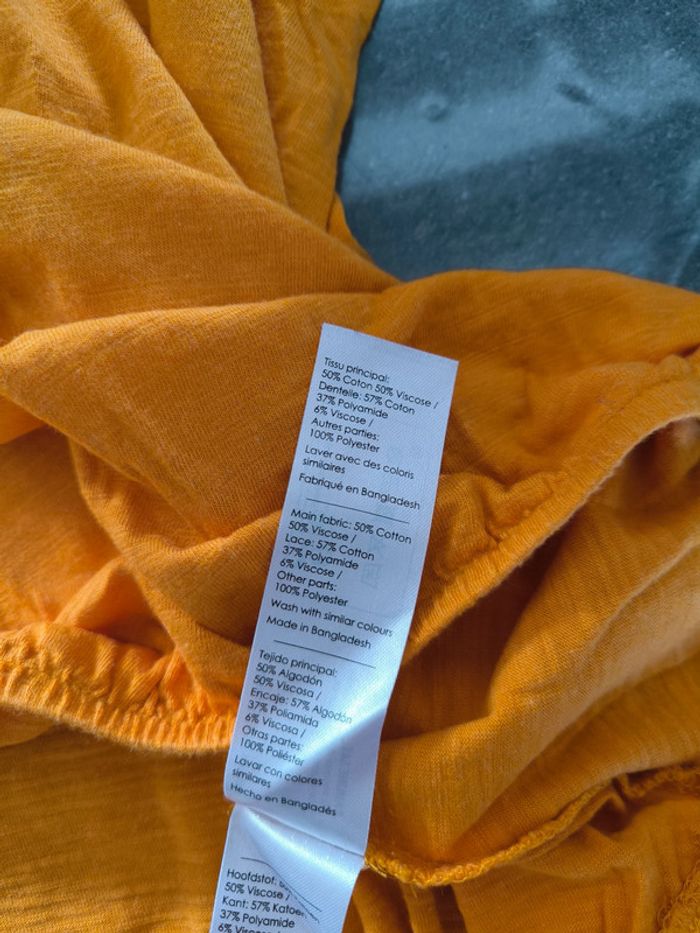 Tissu principal:
50% Coton 50% Viscose /
Dentelle: 57% Coton
37% Polyamide
6% Viscose /
Autres parties:
100% Polyester
Laver avec des coloris
similaires
Fabriqué en Bangladesh
Main fabric: 50% Cotton
50% Viscose /
Lace: 57% Cotton
37% Polyamide
6% Viscose /
Other parts:
100% Polyester
Wash with similar colours
Made in Bangladesh
Tejido principal:
50% Algodón
50% Viscosa /
Encaje: 57% Algodón
37% Poliamida
6% Viscosa /
Otras partes:
100% Poliéster
Lavar con colores
similares
Hecho en Bangladés
Hoofdstof:
50% Viscose /
Kant: 57% Katoen
37% Polyamide
6%